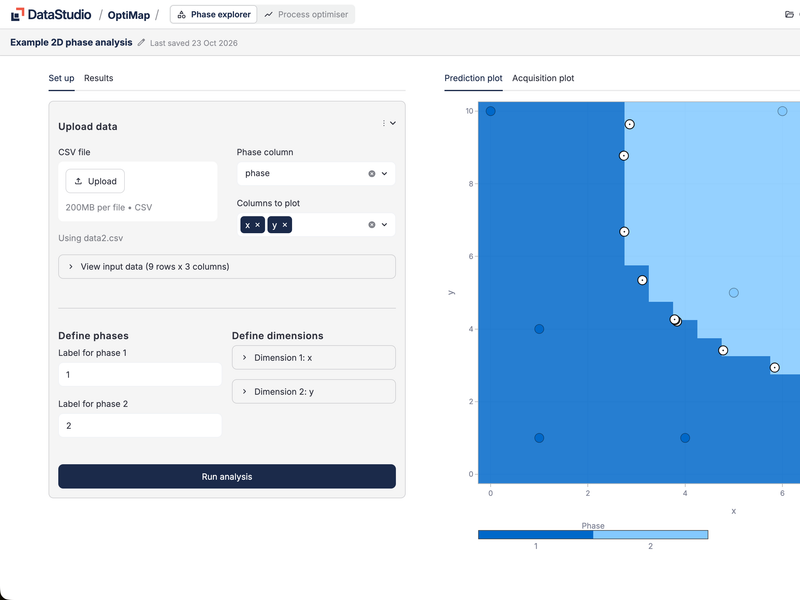 DataStudio / OptiMap / Phase explorer Process optimiser
Example 2D phase analysis Last saved 23 Oct 2026
Set up Results
Upload data
CSV file
Upload
200MB per file • CSV
Using data2.csv
Phase column
phase
Columns to plot
x × y ×
View input data (9 rows x 3 columns)
Define phases
Label for phase 1
1
Label for phase 2
2
Define dimensions
Dimension 1: x
Dimension 2: y
Run analysis
Prediction plot Acquisition plot
10
8
6
y
4
2
0
0 2 4 6
x
Phase
1 2